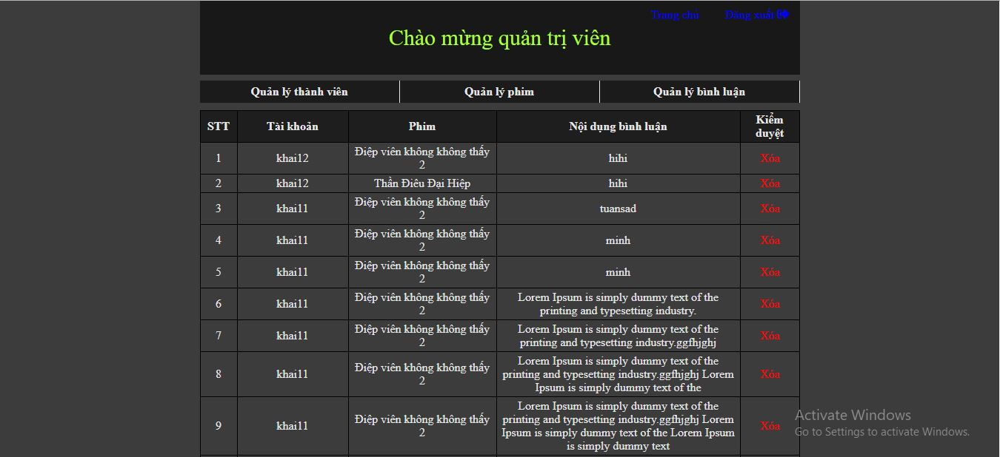 Trang chủ Đăng xuất
Chào mừng quản trị viên
Quản lý thành viên Quản lý phim Quản lý bình luận
STT Tài khoản Phim Nội dụng bình luận Kiểm
duyệt
1 khai12 Điệp viên không không thấy
2
hihi Xóa
2 khai12 Thần Điêu Đại Hiệp hihi Xóa
3 khai11 Điệp viên không không thấy
2
tuansad Xóa
4 khai11 Điệp viên không không thấy
2
minh Xóa
5 khai11 Điệp viên không không thấy
2
minh Xóa
6 khai11 Điệp viên không không thấy
2
Lorem Ipsum is simply dummy text of the
printing and typesetting industry.
Xóa
7 khai11 Điệp viên không không thấy
2
Lorem Ipsum is simply dummy text of the
printing and typesetting industry.ggfhjghj
Xóa
8 khai11 Điệp viên không không thấy
2
Lorem Ipsum is simply dummy text of the
printing and typesetting industry.ggfhjghj Lorem
Ipsum is simply dummy text of the
Xóa
9 khai11 Điệp viên không không thấy
2
Lorem Ipsum is simply dummy text of the
printing and typesetting industry.ggfhjghj Lorem
Ipsum is simply dummy text of the Lorem Ipsum
is simply dummy text
Xóa
Activate Windows
Go to Settings to activate Windows.